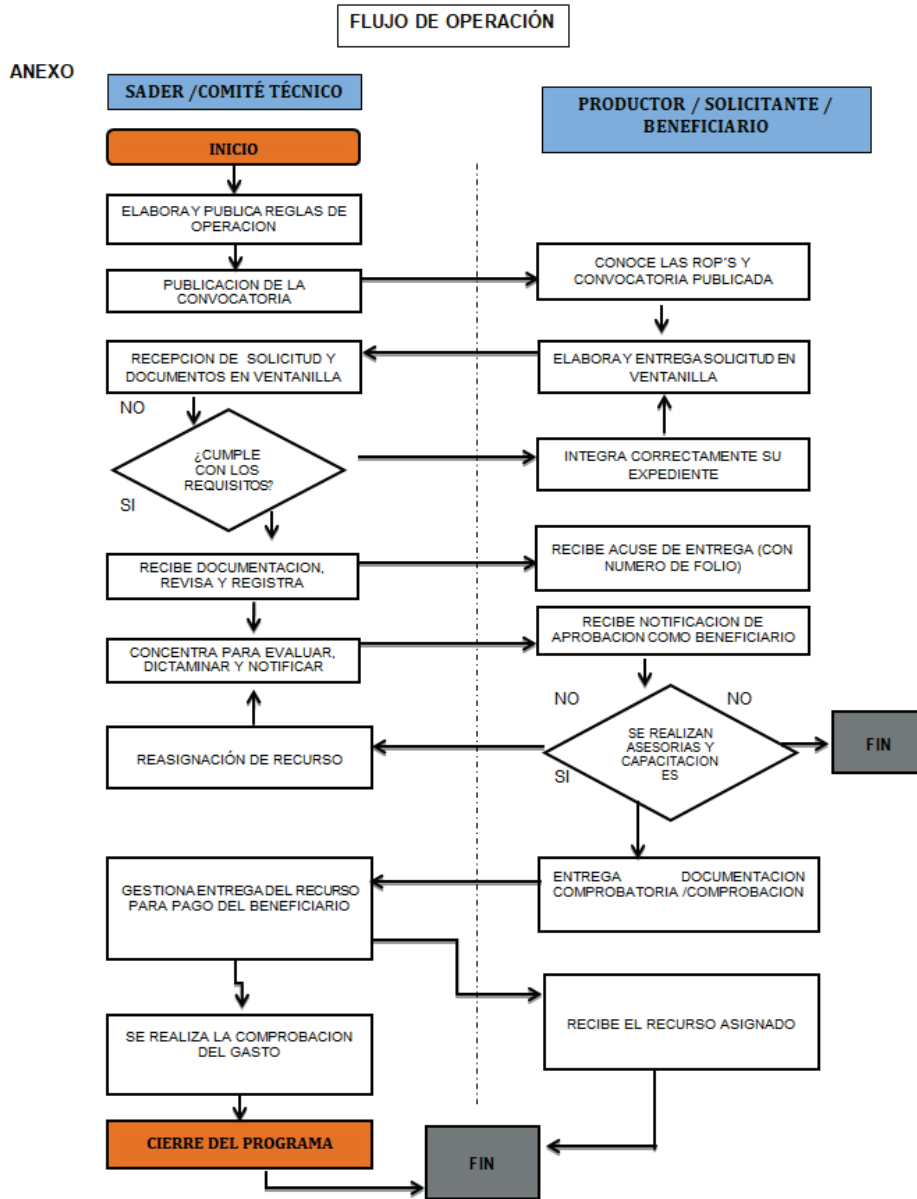 FLUJO DE OPERACIÓN
ANEXO
SADER /COMITÉ TÉCNICO
PRODUCTOR / SOLICITANTE /
BENEFICIARIO
INICIO
ELABORA Y PUBLICA REGLAS DE
OPERACION
PUBLICACION DE LA
CONVOCATORIA
CONOCE LAS ROP´S Y
CONVOCATORIA PUBLICADA
RECEPCION DE SOLICITUD Y
DOCUMENTOS EN VENTANILLA
ELABORA Y ENTREGA SOLICITUD EN
VENTANILLA
NO
¿CUMPLE
CON LOS
REQUISITOS?
SI
INTEGRA CORRECTAMENTE SU
EXPEDIENTE
RECIBE DOCUMENTACION,
REVISA Y REGISTRA
RECIBE ACUSE DE ENTREGA (CON
NUMERO DE FOLIO)
CONCENTRA PARA EVALUAR,
DICTAMINAR Y NOTIFICAR
RECIBE NOTIFICACION DE
APROBACION COMO BENEFICIARIO
NO
NO
REASIGNACIÓN DE RECURSO
SE REALIZAN
ASESORIAS Y
CAPACITACION
ES
SI
FIN
GESTIONA ENTREGA DEL RECURSO
PARA PAGO DEL BENEFICIARIO
ENTREGA DOCUMENTACION
COMPROBATORIA /COMPROBACION
SE REALIZA LA COMPROBACION
DEL GASTO
RECIBE EL RECURSO ASIGNADO
CIERRE DEL PROGRAMA
FIN